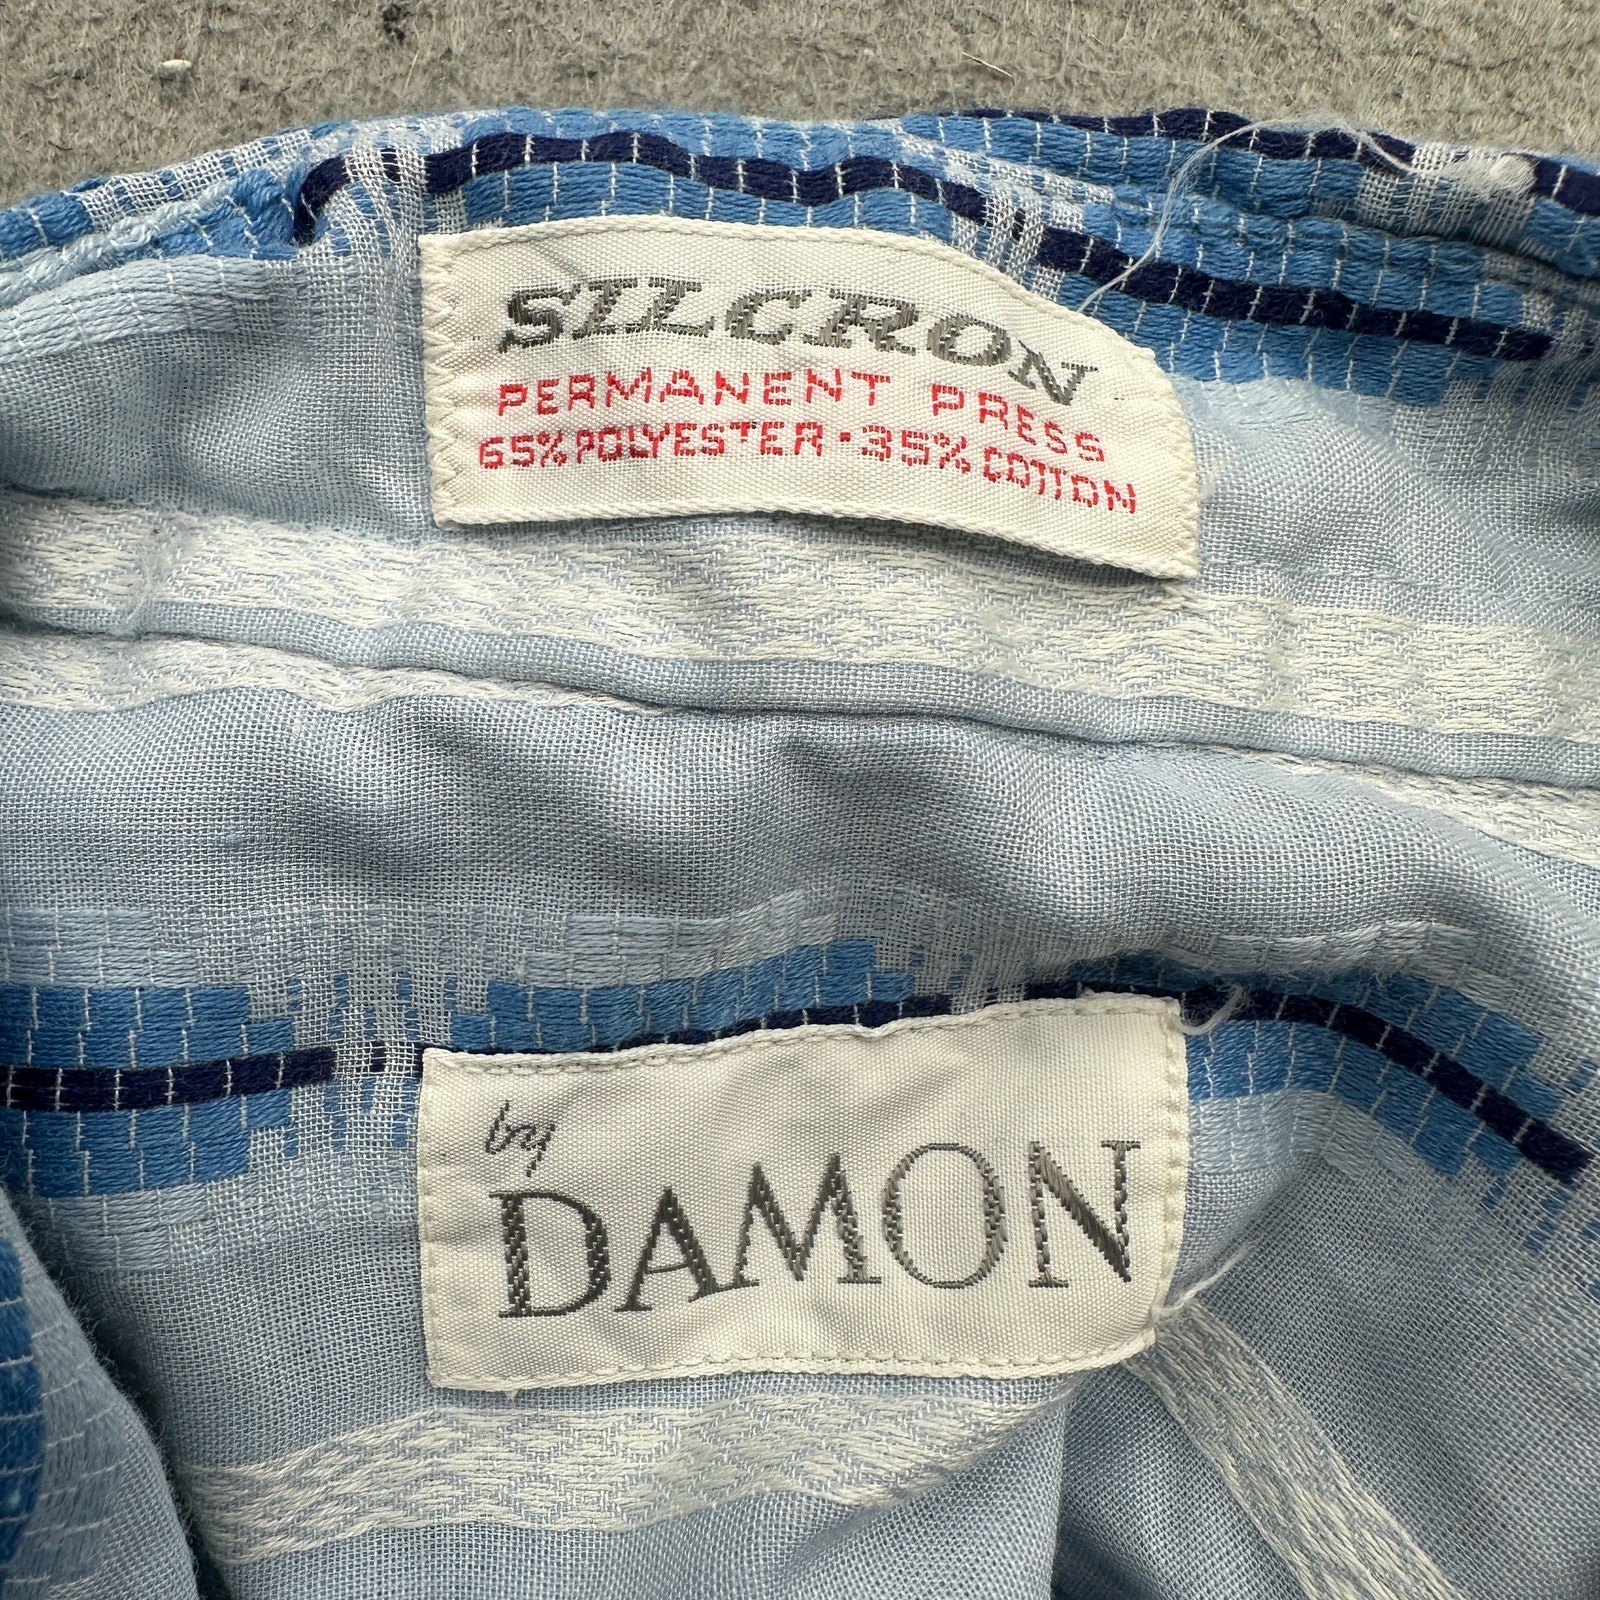 SILCRON
PERMANENT PRESS
65% POLYESTER · 35% COTTON
by
DAMON